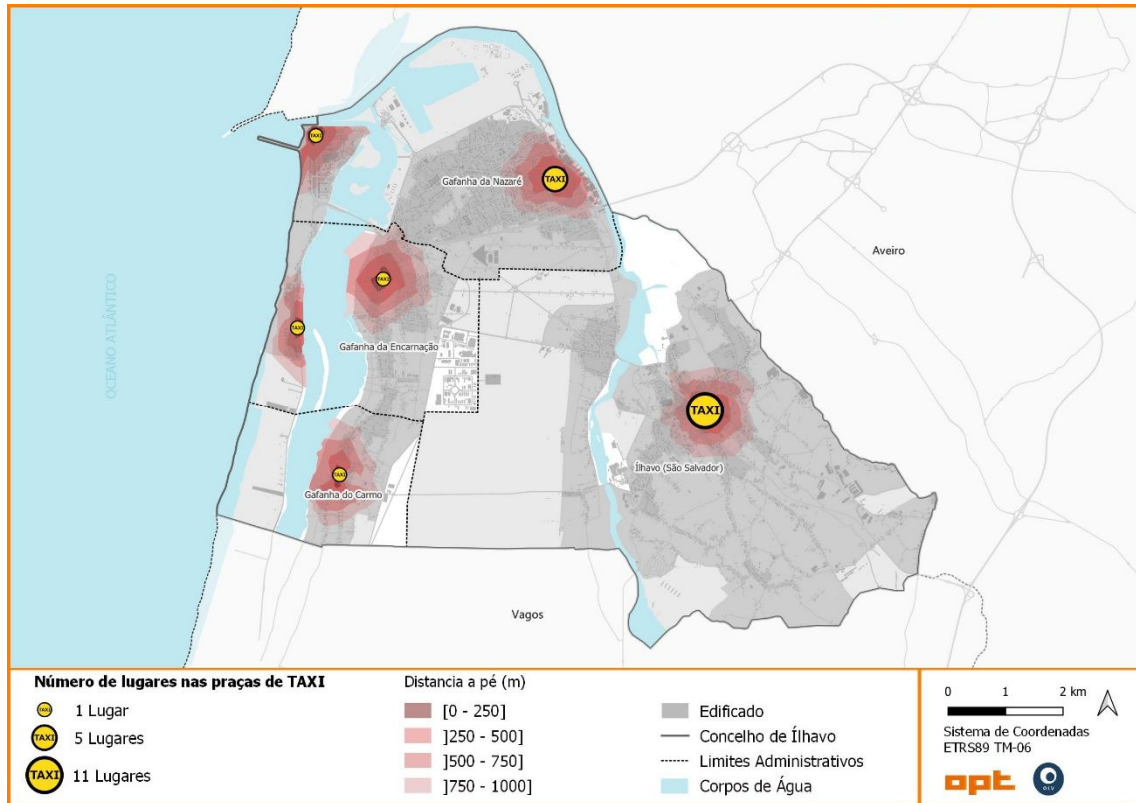 TAXI
Gafanha da Nazaré
TAXI
Aveiro
TAXI
OCEANO ATLÂNTICO
TAXI
Gafanha da Encarnação
TAXI
Ílhavo (São Salvador)
TAXI
Gafanha do Carmo
Vagos
Número de lugares nas praças de TAXI
TAXI 1 Lugar
TAXI 5 Lugares
TAXI 11 Lugares
Distancia a pé (m)
[0 - 250]
]250 - 500]
]500 - 750]
]750 - 1000]
Edificado
Concelho de Ílhavo
Limites Administrativos
Corpos de Água
0 1 2 km
Sistema de Coordenadas
ETRS89 TM-06
opt